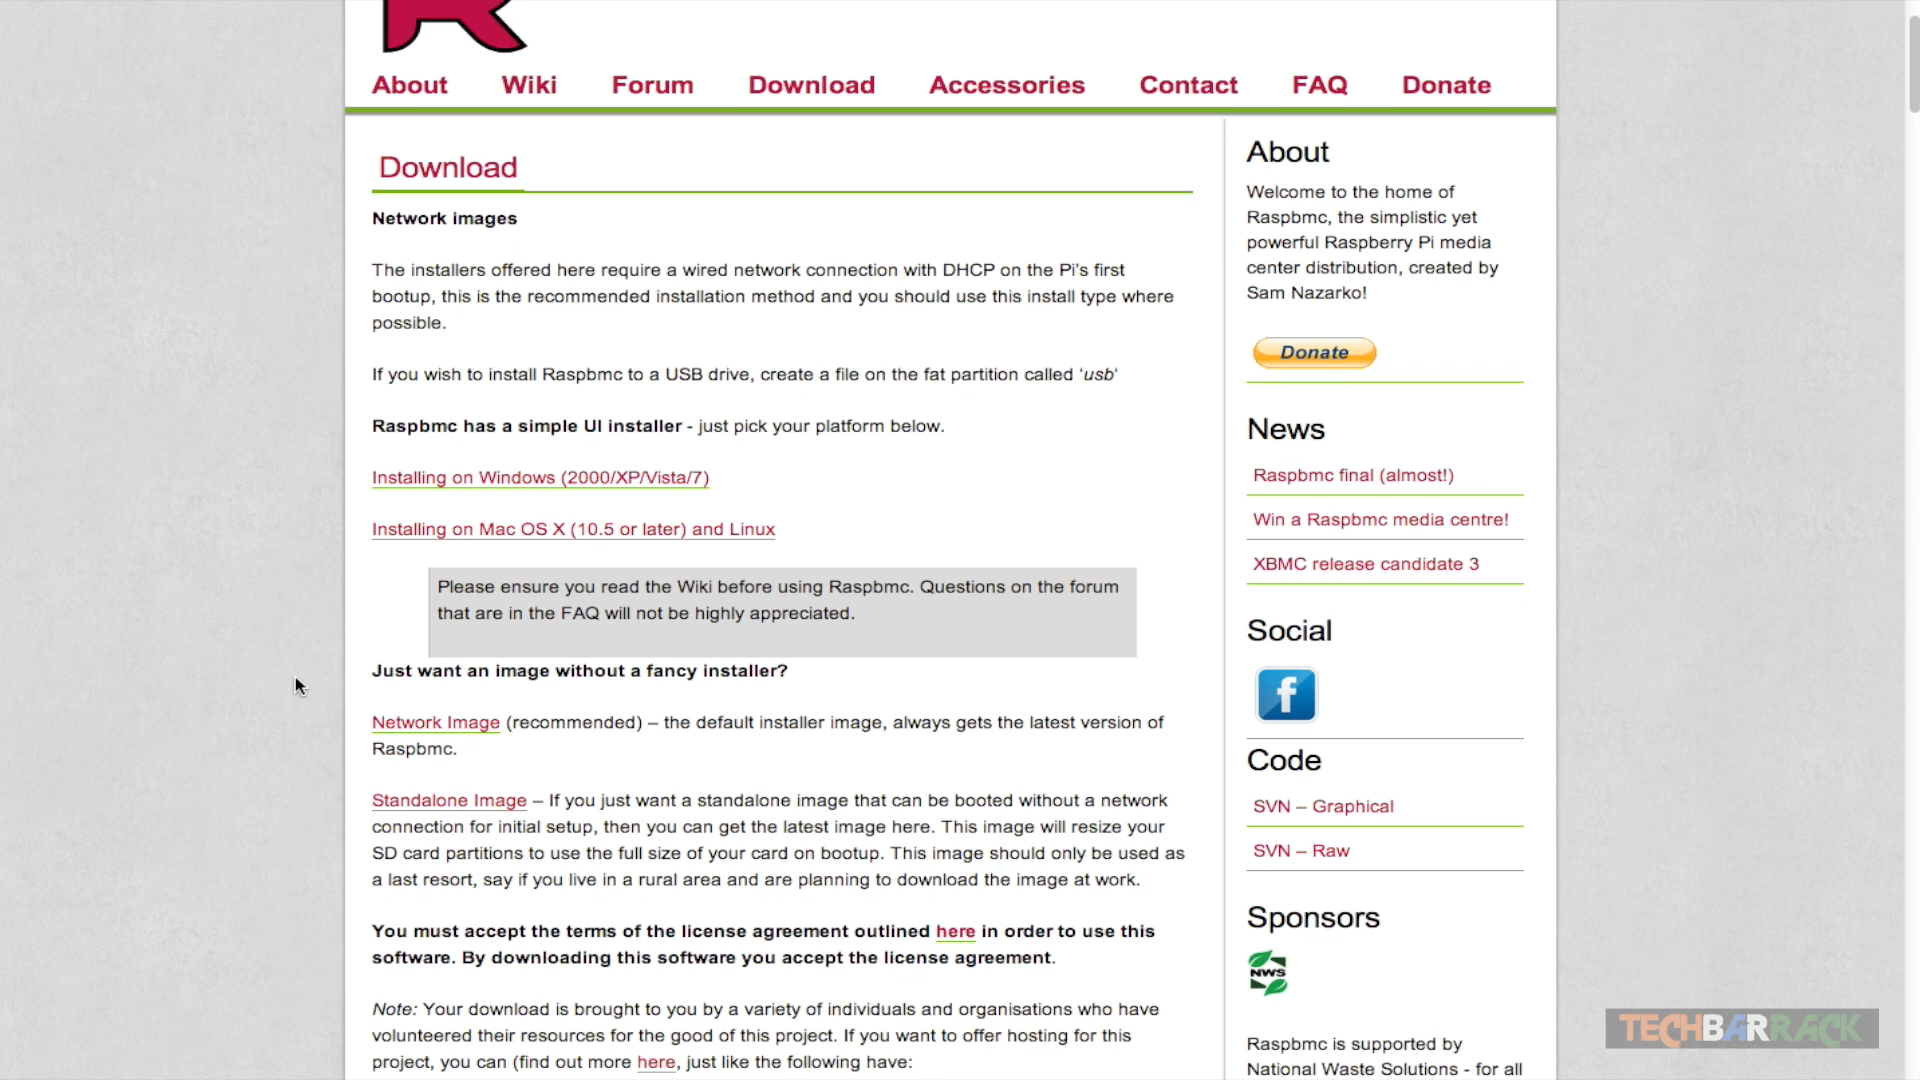 About Wiki Forum Download Accessories Contact FAQ Donate
Download
Network images
The installers offered here require a wired network connection with DHCP on the Pi's first
bootup, this is the recommended installation method and you should use this install type where
possible.
If you wish to install Raspbmc to a USB drive, create a file on the fat partition called ‘usb‘
Raspbmc has a simple UI installer - just pick your platform below.
Installing on Windows (2000/XP/Vista/7)
Installing on Mac OS X (10.5 or later) and Linux
Please ensure you read the Wiki before using Raspbmc. Questions on the forum
that are in the FAQ will not be highly appreciated.
Just want an image without a fancy installer?
Network Image (recommended) – the default installer image, always gets the latest version of
Raspbmc.
Standalone Image – If you just want a standalone image that can be booted without a network
connection for initial setup, then you can get the latest image here. This image will resize your
SD card partitions to use the full size of your card on bootup. This image should only be used as
a last resort, say if you live in a rural area and are planning to download the image at work.
You must accept the terms of the license agreement outlined here in order to use this
software. By downloading this software you accept the license agreement.
Note: Your download is brought to you by a variety of individuals and organisations who have
volunteered their resources for the good of this project. If you want to offer hosting for this
project, you can (find out more here, just like the following have:
About
Welcome to the home of
Raspbmc, the simplistic yet
powerful Raspberry Pi media
center distribution, created by
Sam Nazarko!
Donate
News
Raspbmc final (almost!)
Win a Raspbmc media centre!
XBMC release candidate 3
Social
f
Code
SVN – Graphical
SVN – Raw
Sponsors
NWS
Raspbmc is supported by
National Waste Solutions - for all
TECHBARRACK